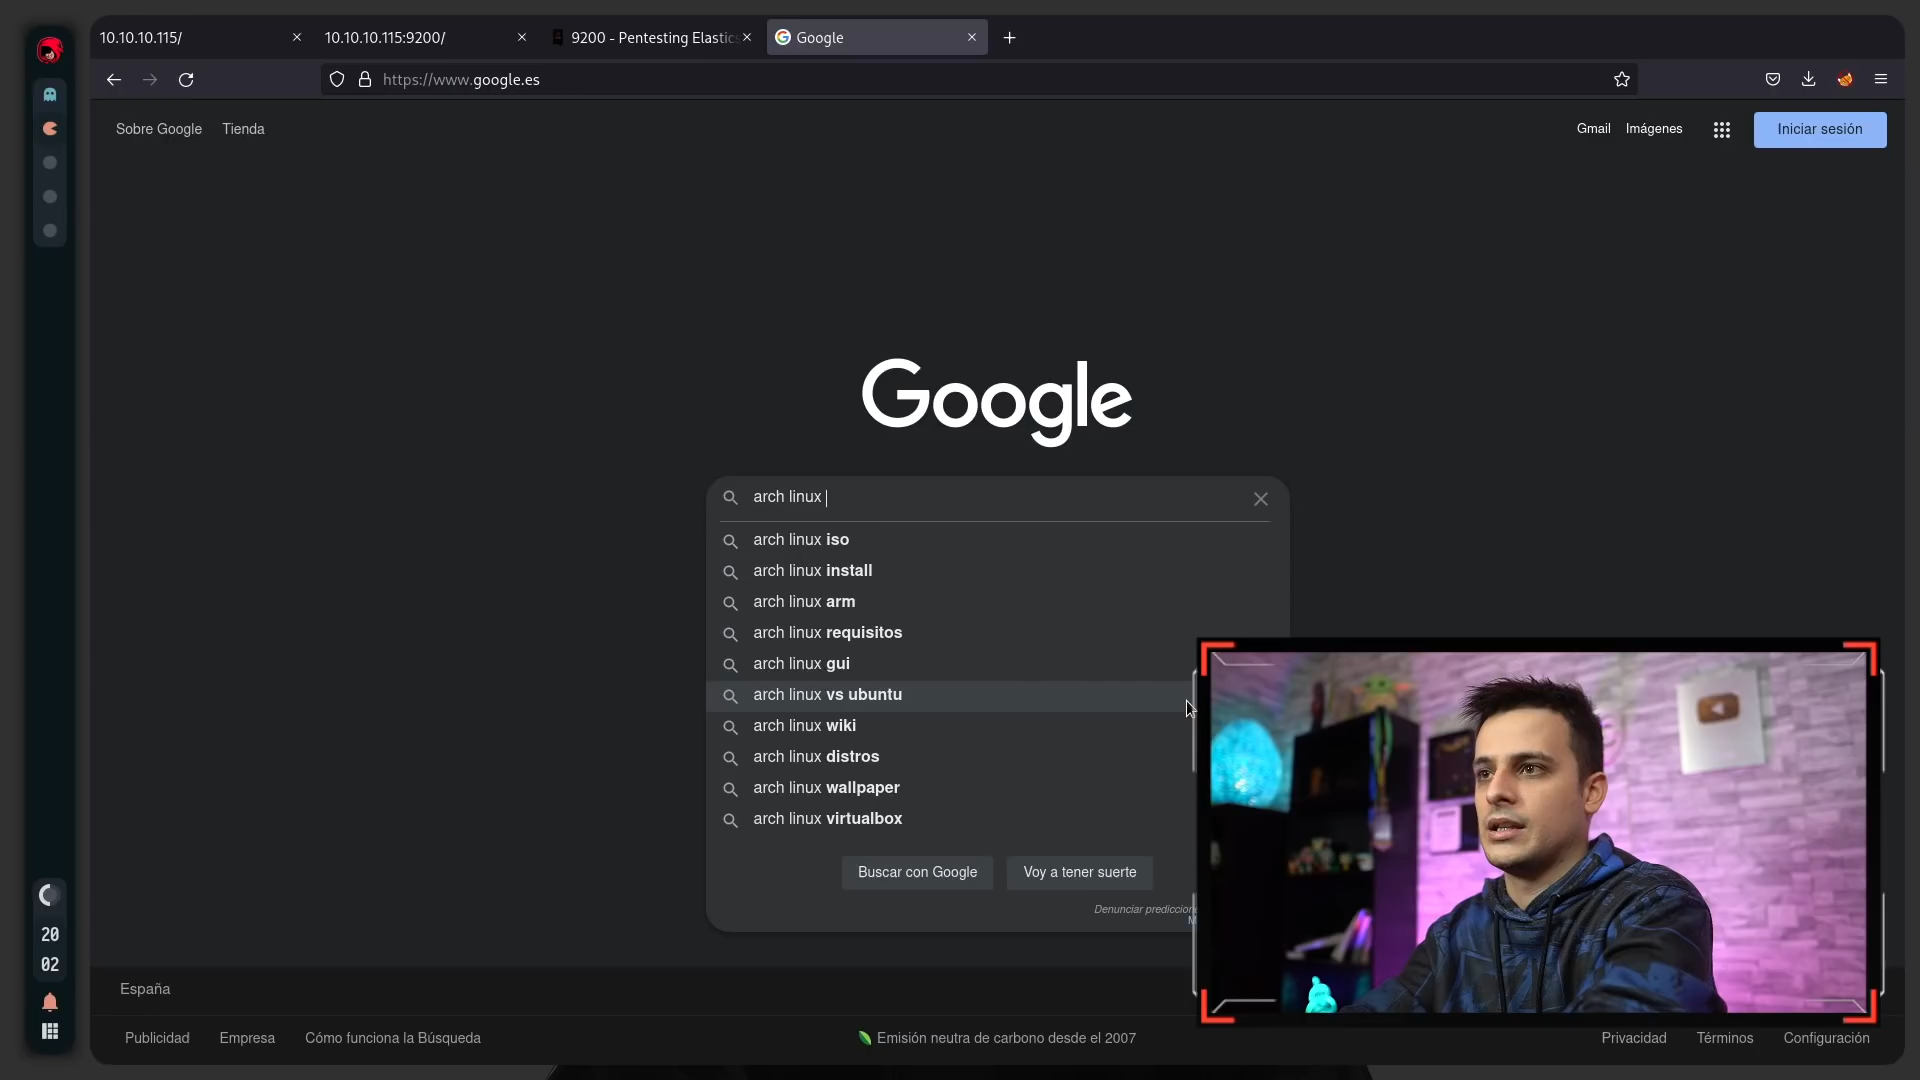 10.10.10.115/
10.10.10.115:9200/
9200 - Pentesting Elastics
Google
https://www.google.es
Sobre Google
Tienda
Gmail
Imágenes
Iniciar sesión
Google
arch linux
arch linux iso
arch linux install
arch linux arm
arch linux requisitos
arch linux gui
arch linux vs ubuntu
arch linux wiki
arch linux distros
arch linux wallpaper
arch linux virtualbox
Buscar con Google
Voy a tener suerte
Denunciar prediccion
20
02
España
Publicidad
Empresa
Cómo funciona la Búsqueda
Emisión neutra de carbono desde el 2007
Privacidad
Términos
Configuración